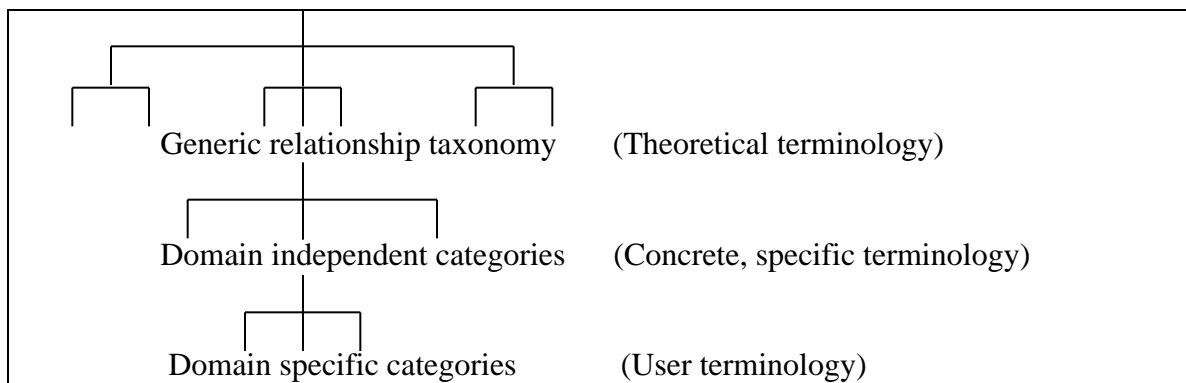 Generic relationship taxonomy (Theoretical terminology)
Domain independent categories (Concrete, specific terminology)
Domain specific categories (User terminology)